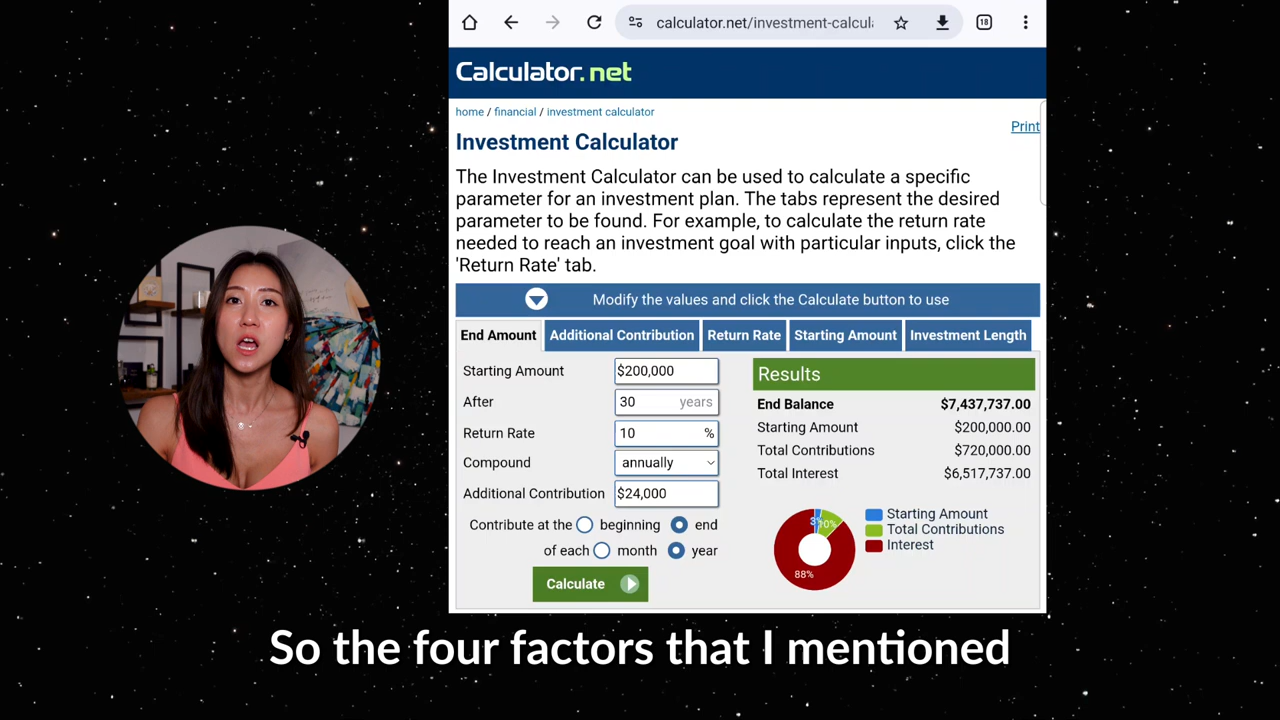 calculator.net/investment-calcul
18
Calculator.net
home / financial / investment calculator
Print
Investment Calculator
The Investment Calculator can be used to calculate a specific
parameter for an investment plan. The tabs represent the desired
parameter to be found. For example, to calculate the return rate
needed to reach an investment goal with particular inputs, click the
'Return Rate' tab.
Modify the values and click the Calculate button to use
End Amount Additional Contribution Return Rate Starting Amount Investment Length
Starting Amount $200,000
After 30 years
Return Rate 10 %
Compound annually
Additional Contribution $24,000
Contribute at the beginning end
of each month year
Calculate
Results
End Balance $7,437,737.00
Starting Amount $200,000.00
Total Contributions $720,000.00
Total Interest $6,517,737.00
3% 10%
88%
Starting Amount
Total Contributions
Interest
So the four factors that I mentioned